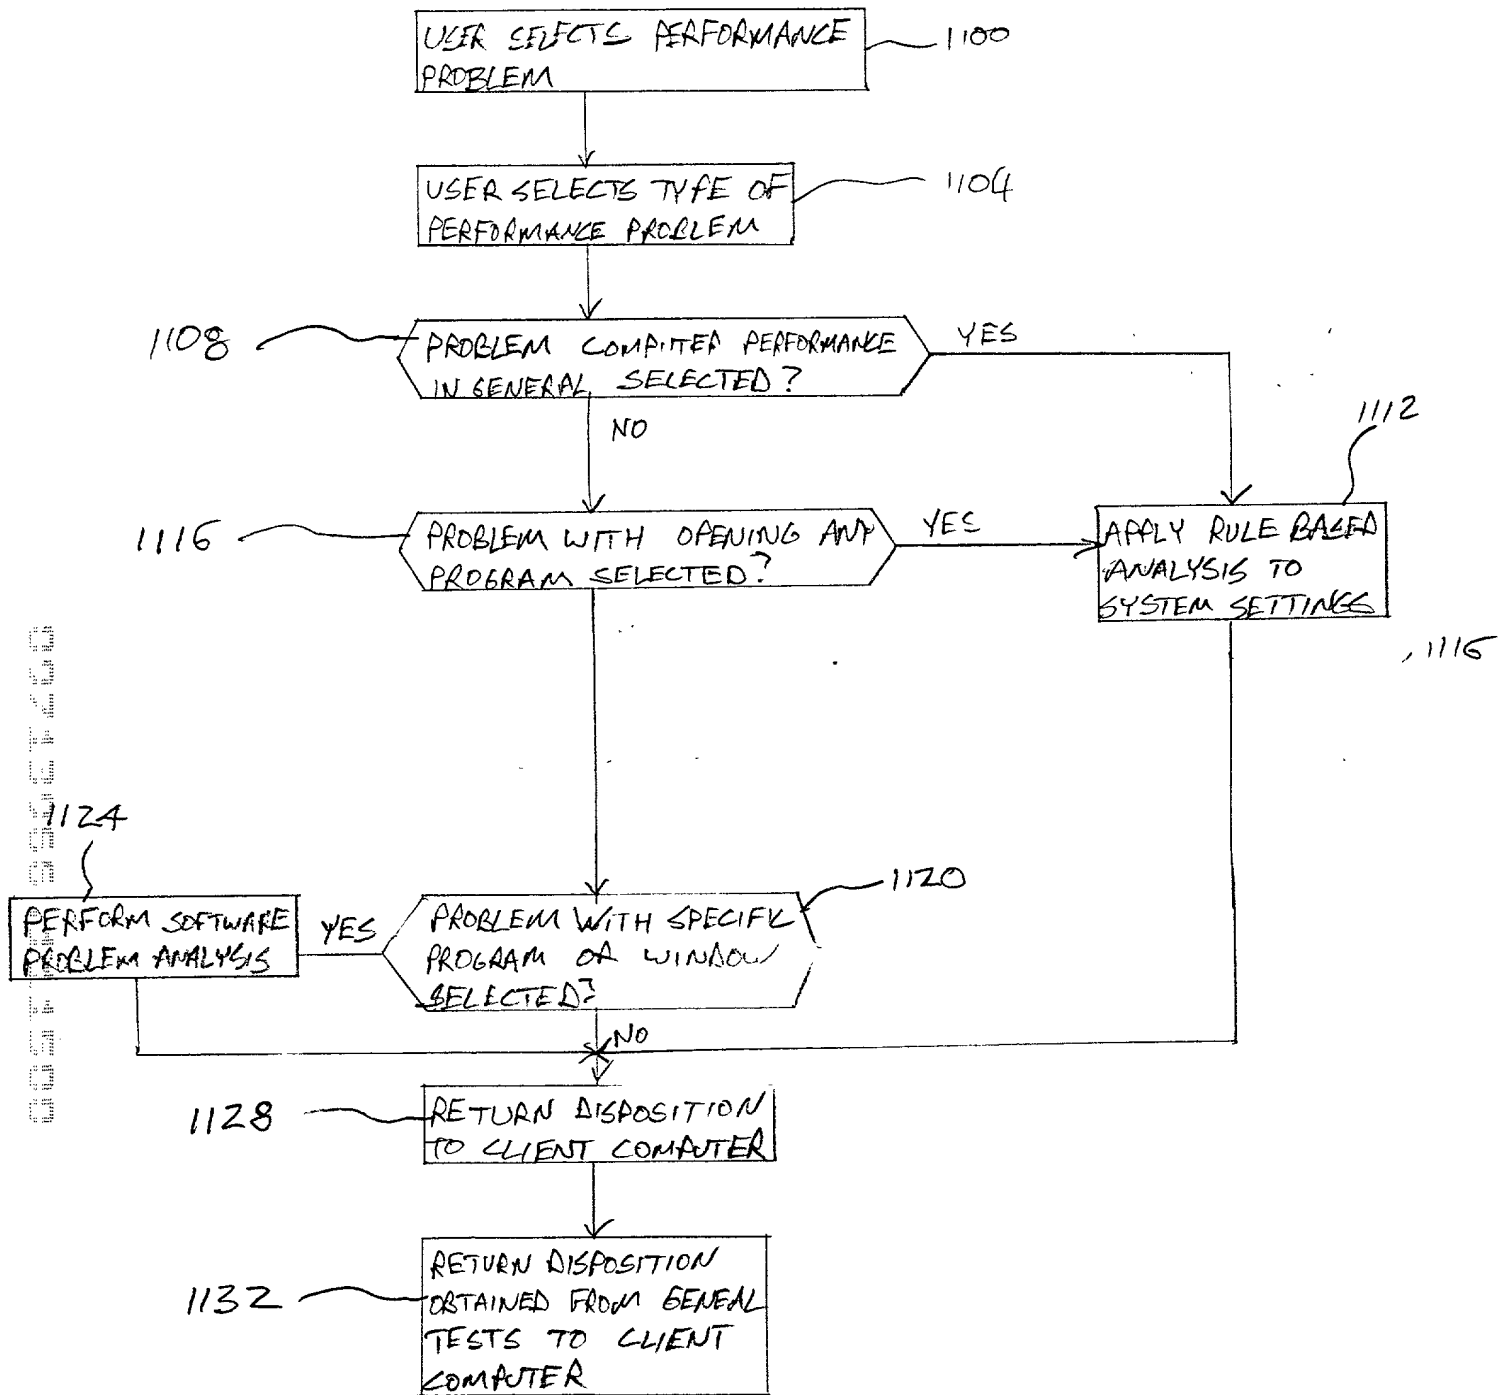 USER SELECTS PERFORMANCE
PROBLEM
1100
USER SELECTS TYPE OF
PERFORMANCE PROBLEM
1104
1108
PROBLEM COMPUTER PERFORMANCE
IN GENERAL SELECTED?
YES
NO
1112
1116
PROBLEM WITH OPENING ANY
PROGRAM SELECTED?
YES
APPLY RULE BASED
ANALYSIS TO
SYSTEM SETTINGS
1116
1124
PERFORM SOFTWARE
PROBLEM ANALYSIS
YES
PROBLEM WITH SPECIFIC
PROGRAM OR WINDOW
SELECTED?
1120
NO
1128
RETURN DISPOSITION
TO CLIENT COMPUTER
1132
RETURN DISPOSITION
OBTAINED FROM GENEAL
TESTS TO CLIENT
COMPUTER